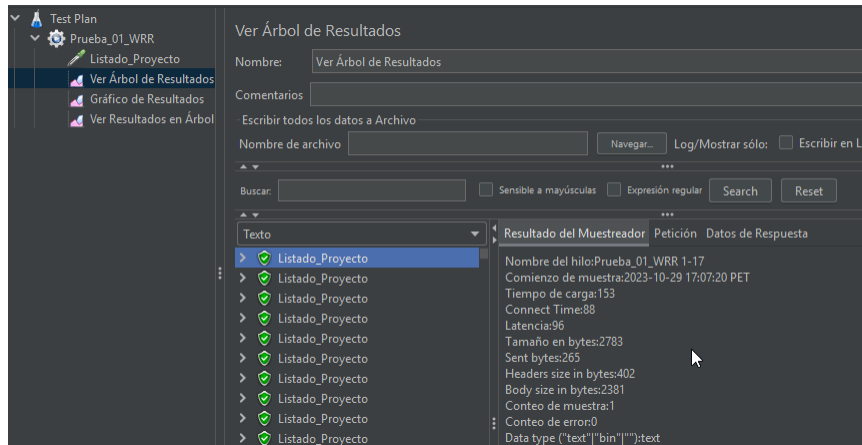 Test Plan
Prueba_01_WRR
Listado_Proyecto
Ver Árbol de Resultados
Gráfico de Resultados
Ver Resultados en Árbol
Ver Árbol de Resultados
Nombre: Ver Árbol de Resultados
Comentarios
Escribir todos los datos a Archivo
Nombre de archivo Navegar... Log/Mostrar sólo: Escribir en L
Buscar: Sensible a mayúsculas Expresión regular Search Reset
Texto
Listado_Proyecto
Listado_Proyecto
Listado_Proyecto
Listado_Proyecto
Listado_Proyecto
Listado_Proyecto
Listado_Proyecto
Listado_Proyecto
Listado_Proyecto
Listado_Proyecto
Resultado del Muestreador Petición Datos de Respuesta
Nombre del hilo:Prueba_01_WRR 1-17
Comienzo de muestra:2023-10-29 17:07:20 PET
Tiempo de carga:153
Connect Time:88
Latencia:96
Tamaño en bytes:2783
Sent bytes:265
Headers size in bytes:402
Body size in bytes:2381
Conteo de muestra:1
Conteo de error:0
Data type ("text"|"bin"|""):text